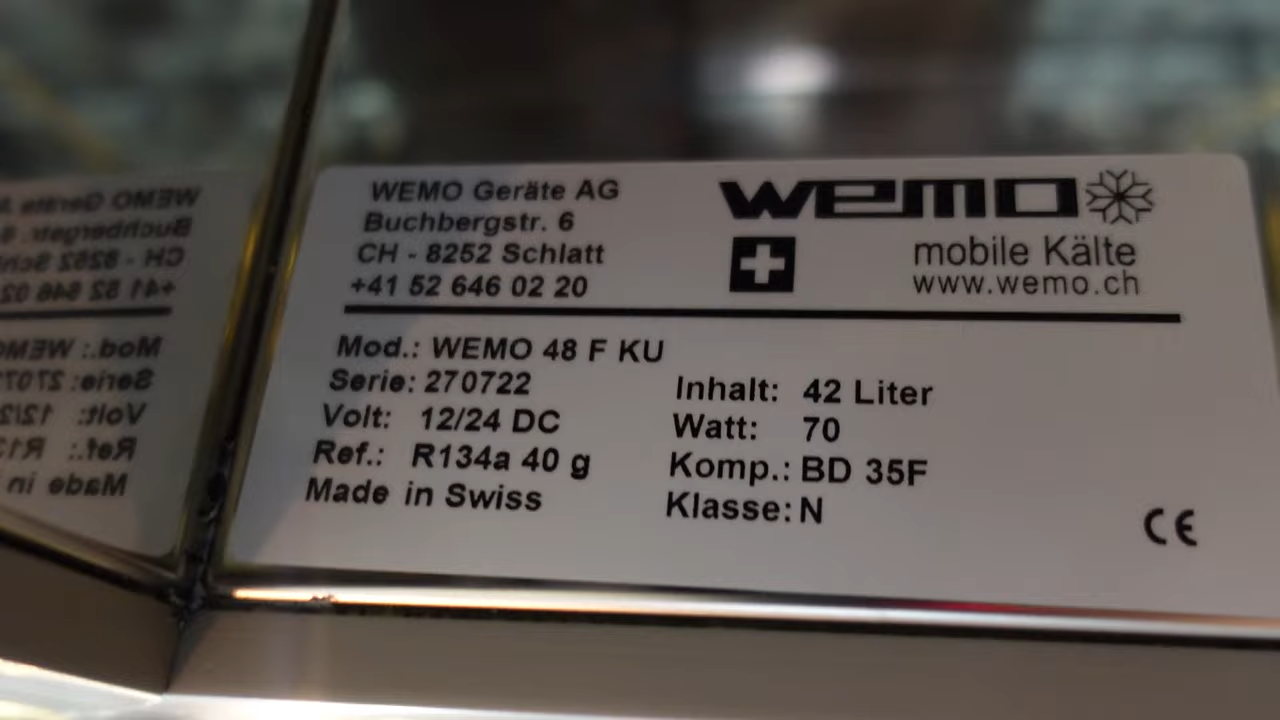 WEMO Geräte AG
Buchbergstr. 6
CH - 8252 Schlatt
+41 52 646 02 20
wemo
mobile Kälte
www.wemo.ch
Mod.: WEMO 48 F KU
Serie: 270722
Volt: 12/24 DC
Ref.: R134a 40 g
Made in Swiss
Inhalt: 42 Liter
Watt: 70
Komp.: BD 35F
Klasse: N
CE